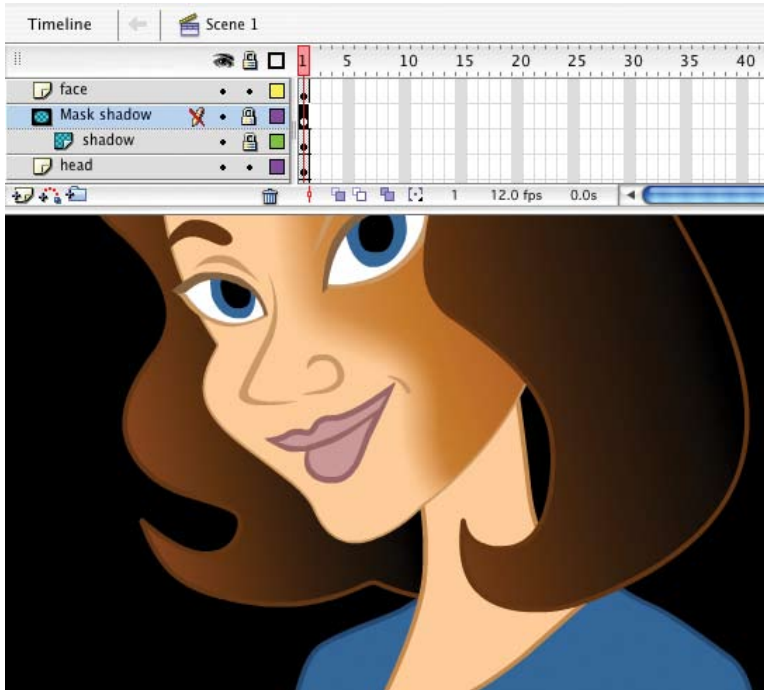 Timeline Scene 1
1 5 10 15 20 25 30 35 40
face
Mask shadow
shadow
head
1 12.0 fps 0.0s